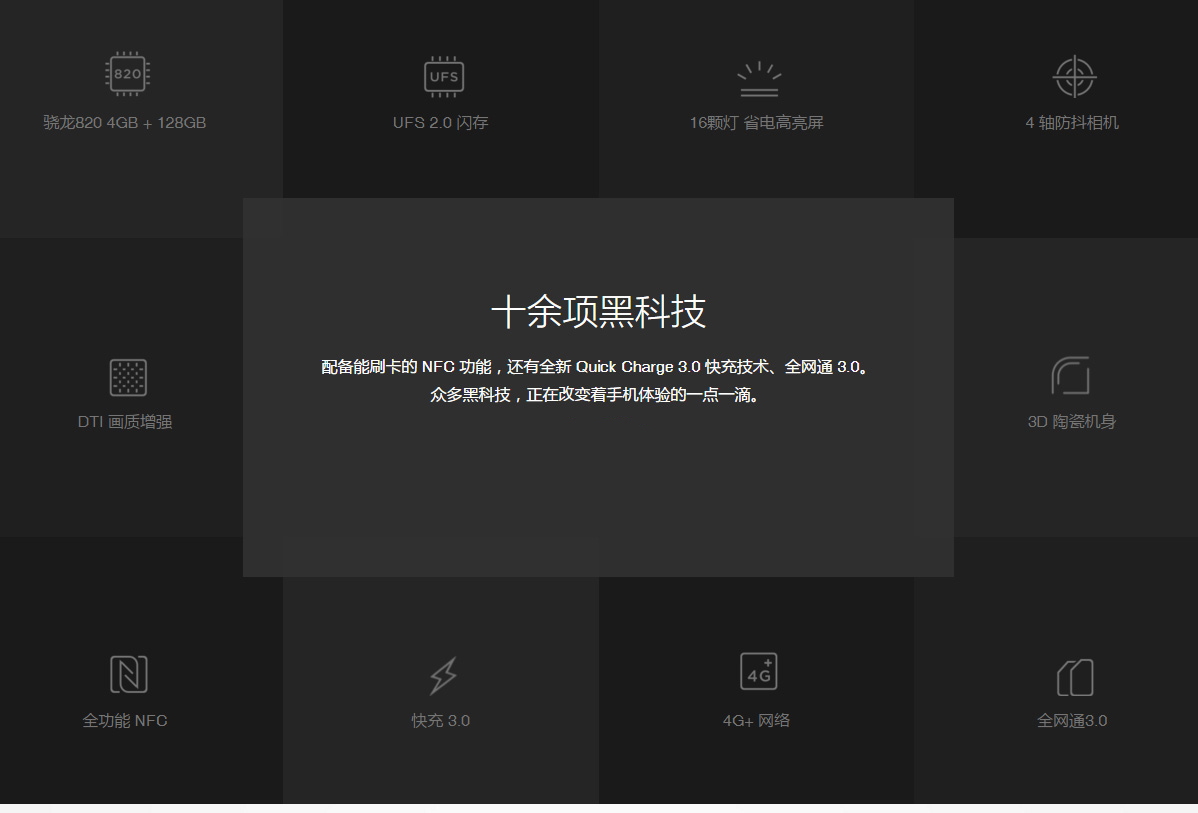 820
UFS
骁龙820 4GB + 128GB
UFS 2.0 闪存
16颗灯 省电高亮屏
4 轴防抖相机
十余项黑科技
配备能刷卡的 NFC 功能，还有全新 Quick Charge 3.0 快充技术、全网通 3.0。
众多黑科技，正在改变着手机体验的一点一滴。
DTI 画质增强
3D 陶瓷机身
4G+
全功能 NFC
快充 3.0
4G+ 网络
全网通3.0